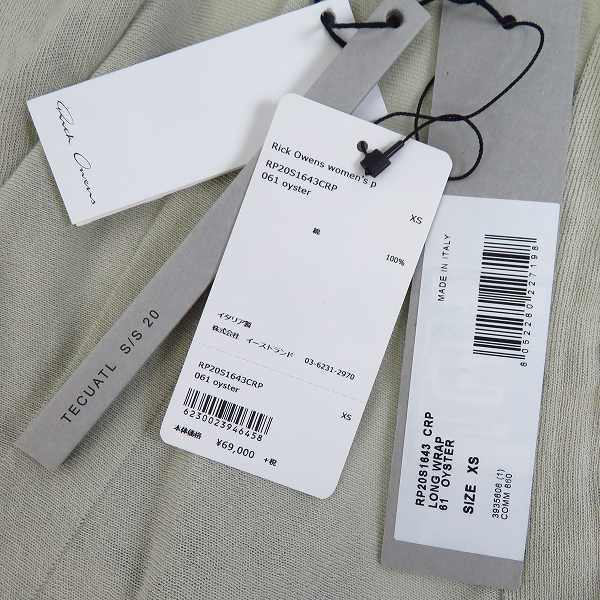 Rick Owens
TECUATL S/S 20
Rick Owens women's p
RP20S1643CRP
061 oyster
XS
綿
100%
イタリア製
株式会社 イーストランド 03-6231-2970
RP20S1643CRP
061 oyster
XS
6230023946458
本体価格 ¥69,000 +税
MADE IN ITALY
8052280227198
RP20S1643 CRP
LONG WRAP
61 OYSTER
SIZE XS
3935606 (1)
COMM 860